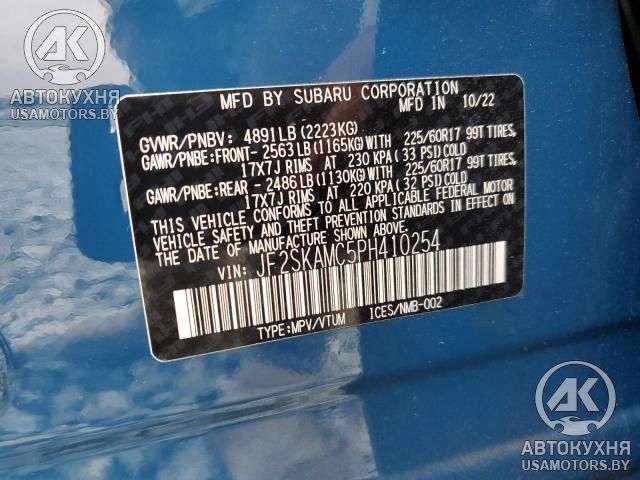 AK
АВТОКУХНЯ
USAMOTORS.BY
MFD BY SUBARU CORPORATION
MFD IN 10/22
GVWR/PNBV: 4891LB(2223KG)
GAWR/PNBE:FRONT- 2563LB(1165KG)WITH 225/60R17 99T TIRES,
17X7J RIMS AT 230 KPA( 33 PSI)COLD
GAWR/PNBE:REAR - 2486LB(1130KG)WITH 225/60R17 99T TIRES,
17X7J RIMS AT 220 KPA( 32 PSI)COLD
THIS VEHICLE CONFORMS TO ALL APPLICABLE FEDERAL MOTOR
VEHICLE SAFETY AND THEFT PREVENTION STANDARDS IN EFFECT
ON THE DATE OF MANUFACTURE SHOWN ABOVE.
VIN: JF2SKAMC5PH410254
TYPE:MPV/VTUM ICES/NMB-002
AK
АВТОКУХНЯ
USAMOTORS.BY